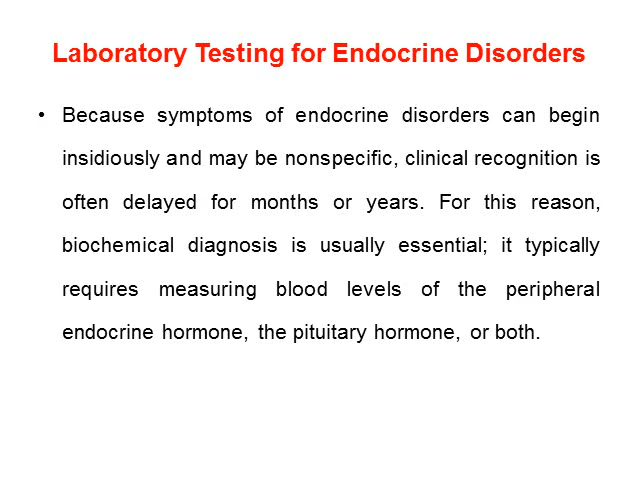 Laboratory Testing for Endocrine Disorders
• Because symptoms of endocrine disorders can begin
insidiously and may be nonspecific, clinical recognition is
often delayed for months or years. For this reason,
biochemical diagnosis is usually essential; it typically
requires measuring blood levels of the peripheral
endocrine hormone, the pituitary hormone, or both.